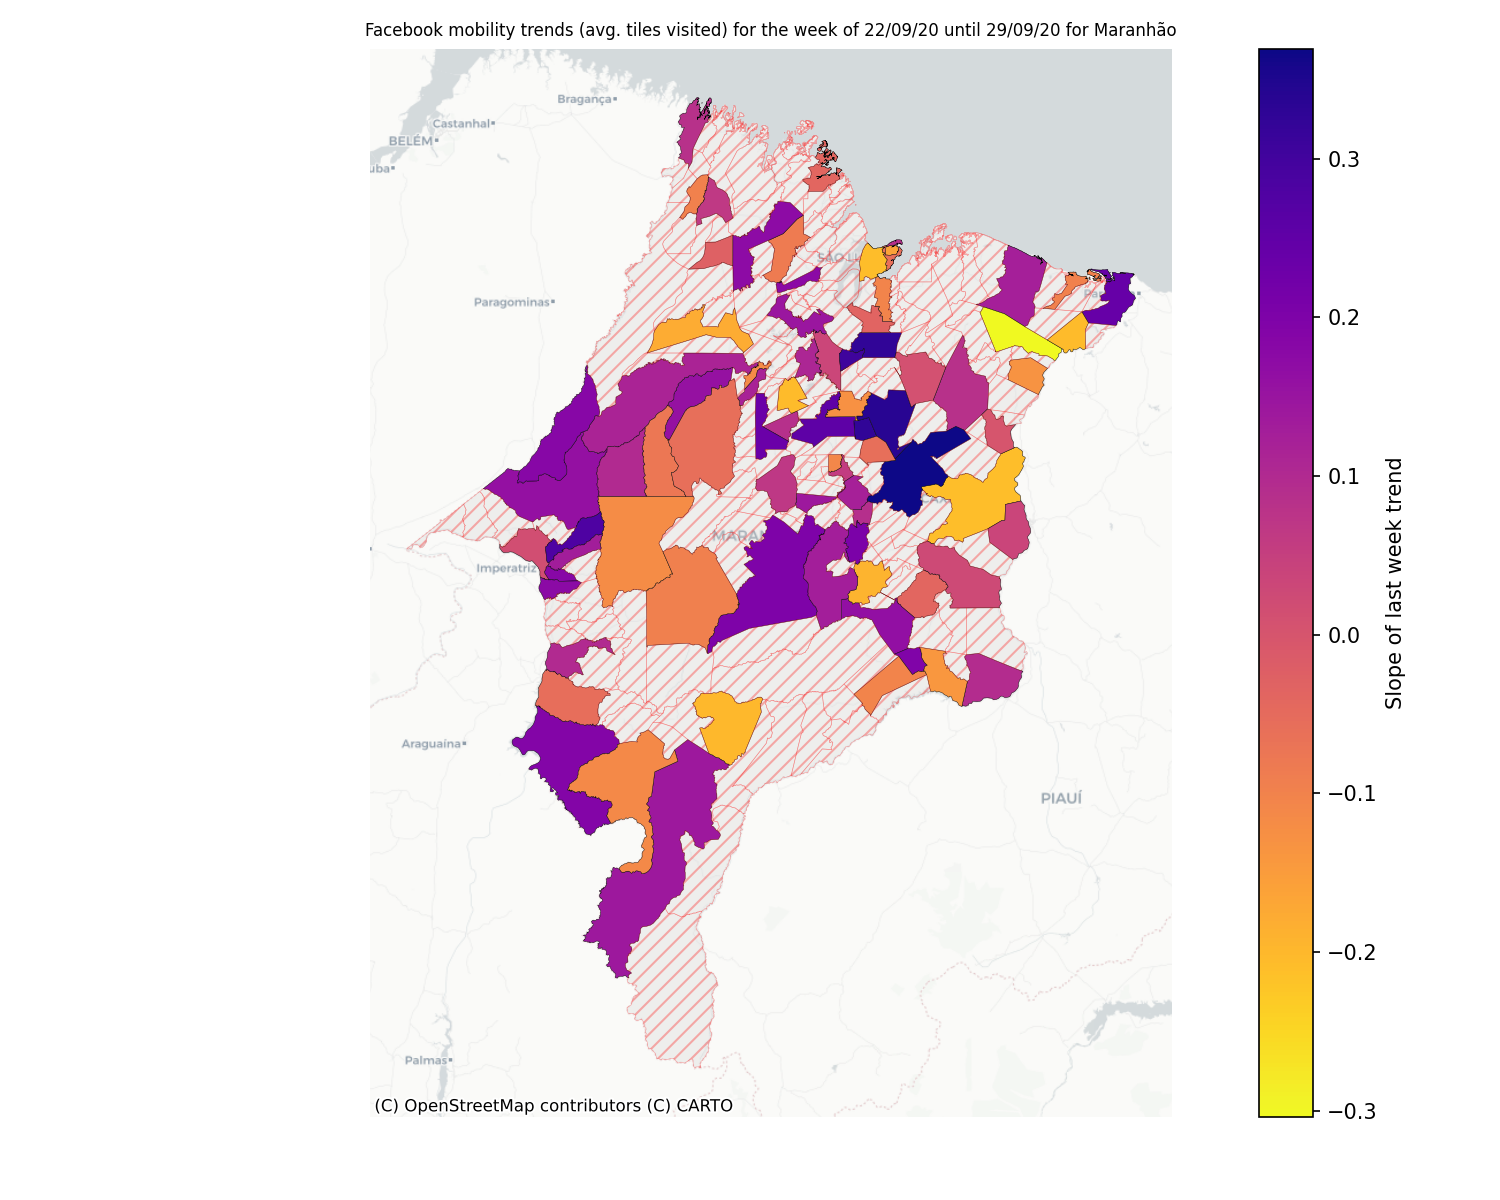 Facebook mobility trends (avg. tiles visited) for the week of 22/09/20 until 29/09/20 for Maranhão
Bragança
Castanhal
BELÉM
uba
SÃO L
Paragominas
Pa
MARA
Imperatriz
Araguaína
PIAUÍ
Palmas
(C) OpenStreetMap contributors (C) CARTO
0.3
0.2
0.1
0.0
−0.1
−0.2
−0.3
Slope of last week trend